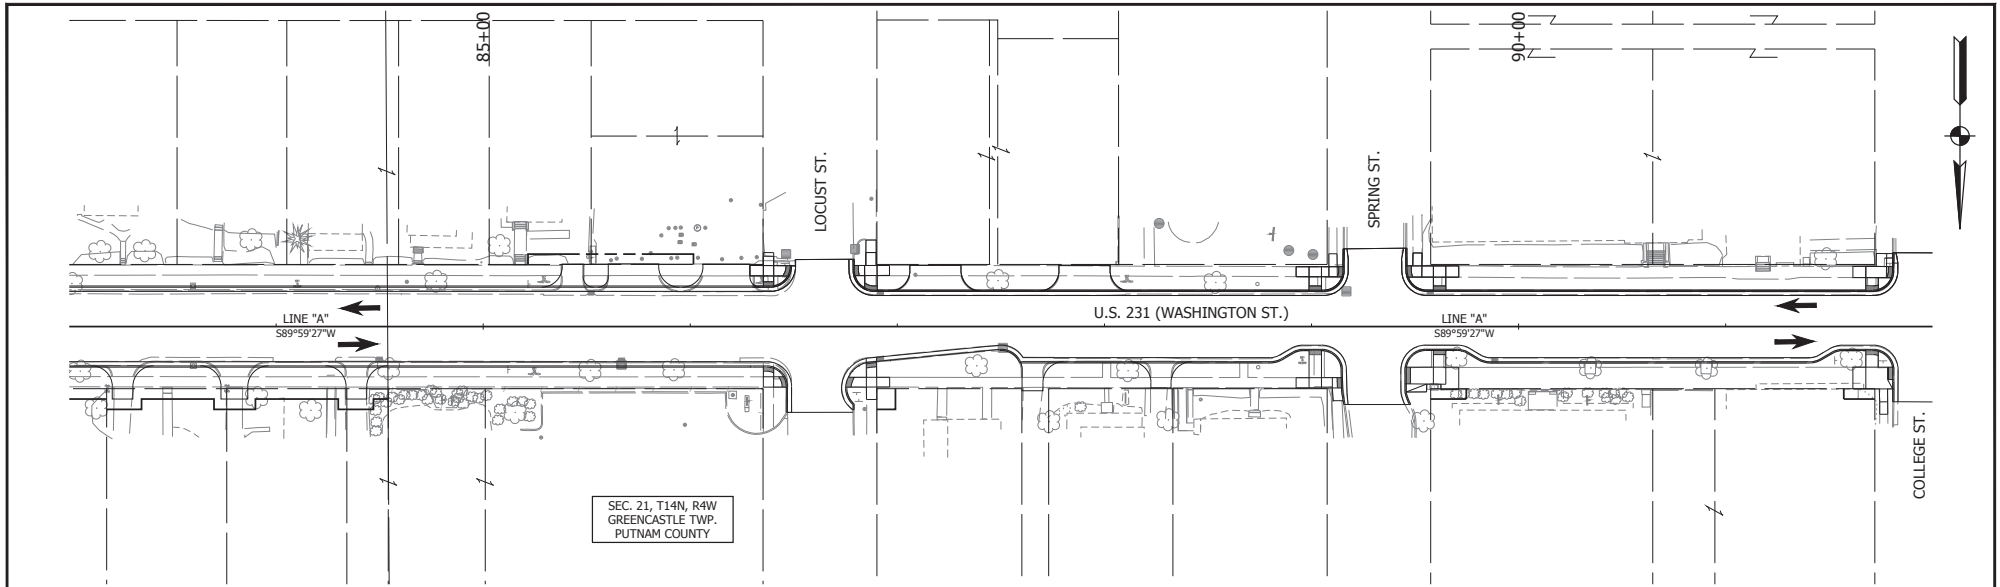 85+00
90+00
LOCUST ST.
SPRING ST.
U.S. 231 (WASHINGTON ST.)
LINE "A"
S89°59'27"W
LINE "A"
S89°59'27"W
COLLEGE ST.
SEC. 21, T14N, R4W
GREENCASTLE TWP.
PUTNAM COUNTY